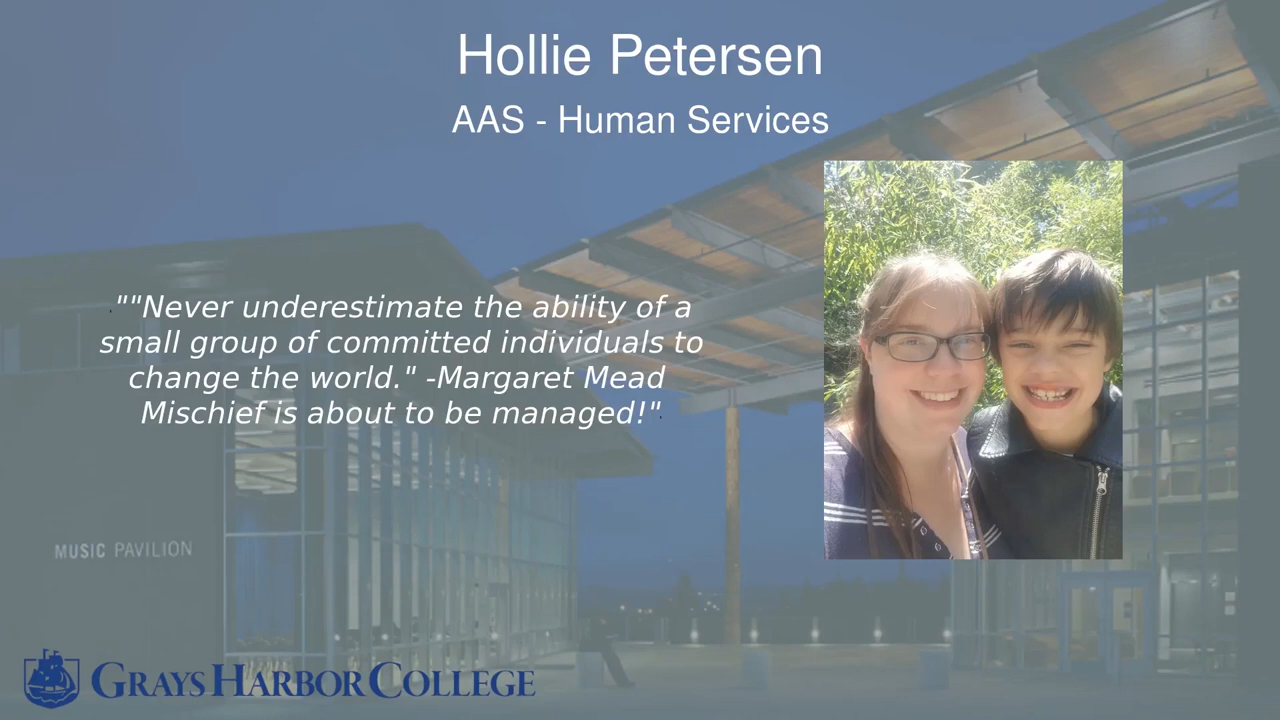 Hollie Petersen
AAS - Human Services
""Never underestimate the ability of a
small group of committed individuals to
change the world." -Margaret Mead
Mischief is about to be managed!"
MUSIC PAVILION
GRAYS HARBOR COLLEGE